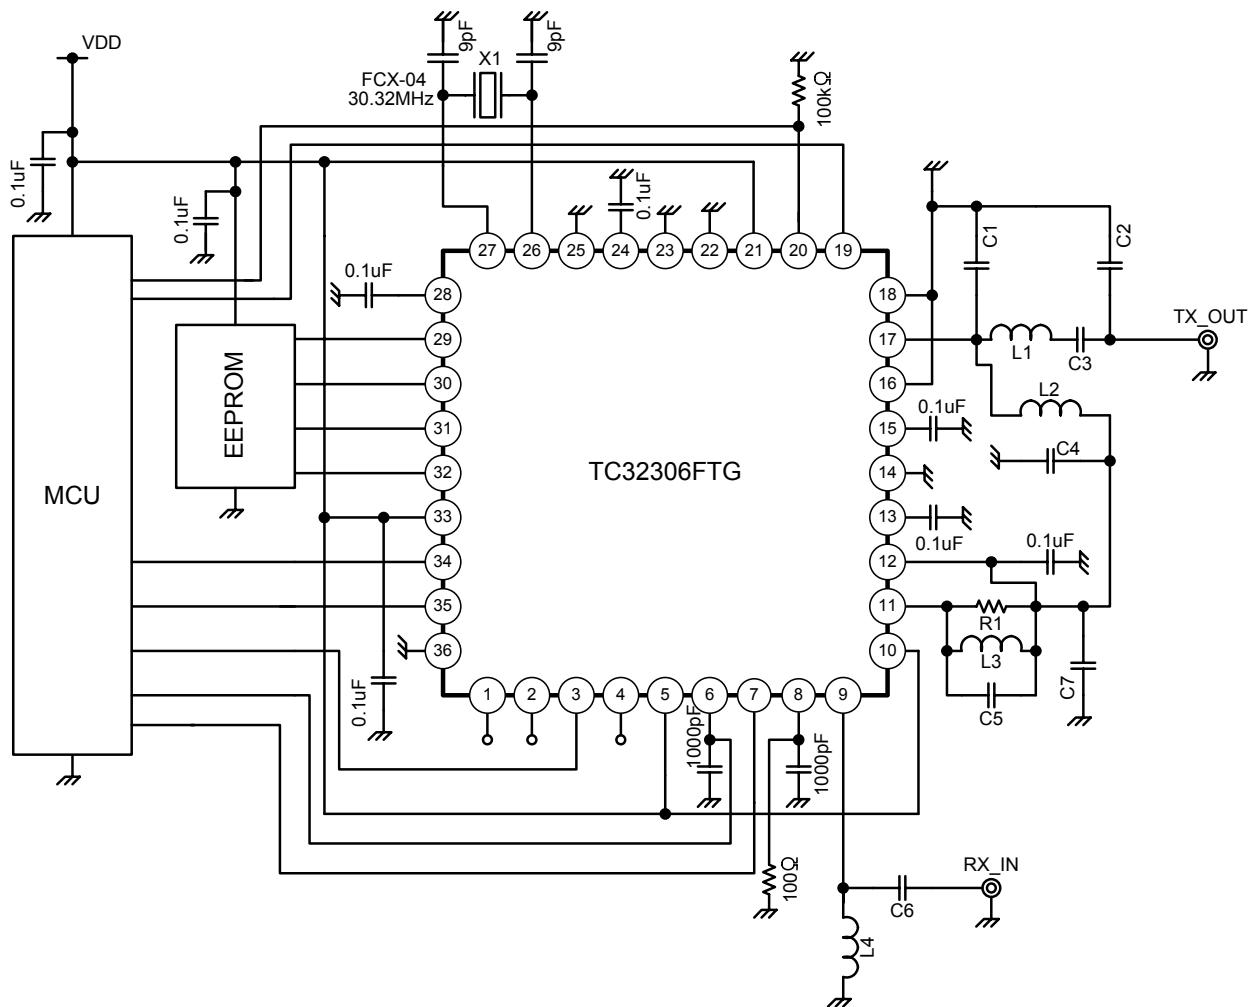 VDD
9pF
9pF
X1
FCX-04
30.32MHz
100kΩ
0.1uF
0.1uF
0.1uF
C1
C2
27
26
25
24
23
22
21
20
19
0.1uF
28
18
TX_OUT
29
17
L1
C3
30
16
L2
EEPROM
31
15
0.1uF
C4
MCU
32
TC32306FTG
14
33
13
0.1uF
0.1uF
34
12
35
11
R1
36
10
L3
C7
C5
0.1uF
1
2
3
4
5
6
7
8
9
1000pF
1000pF
100Ω
RX_IN
C6
L4